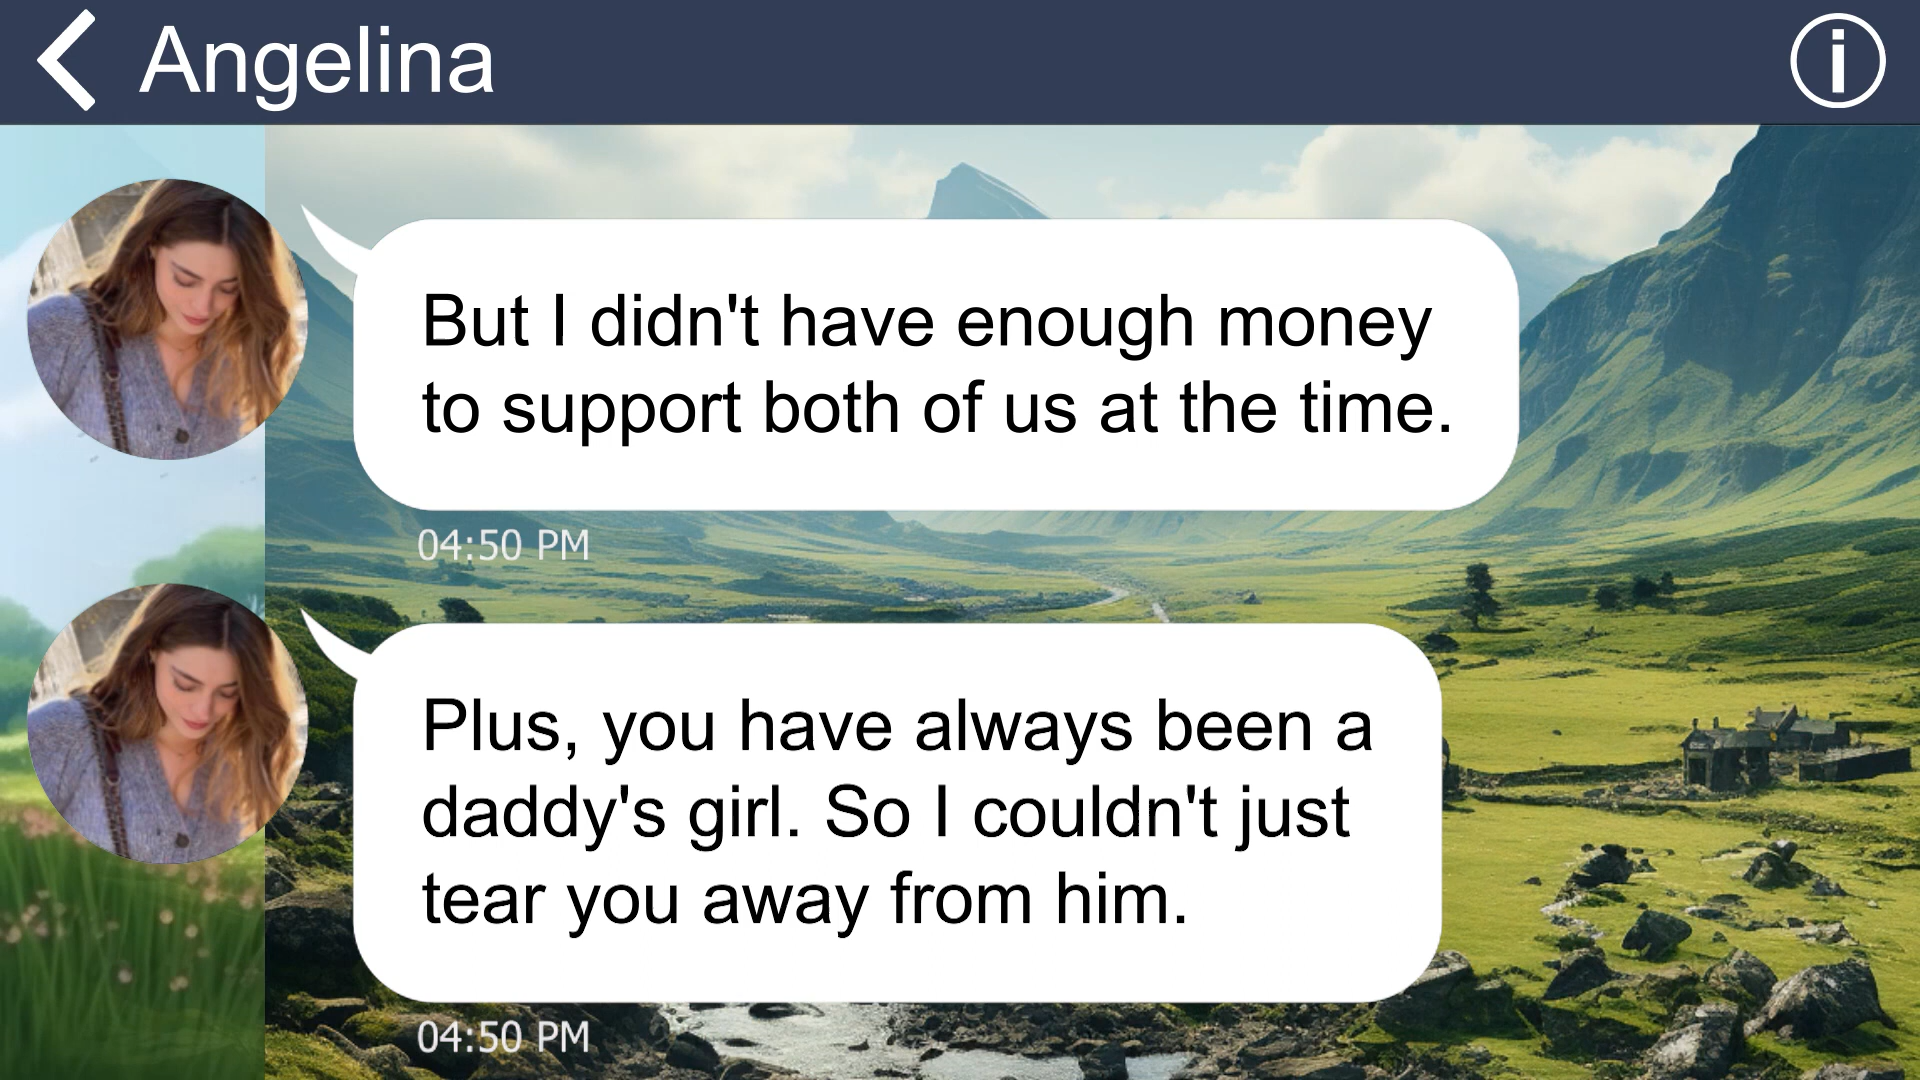 Angelina
But I didn't have enough money
to support both of us at the time.
04:50 PM
Plus, you have always been a
daddy's girl. So I couldn't just
tear you away from him.
04:50 PM